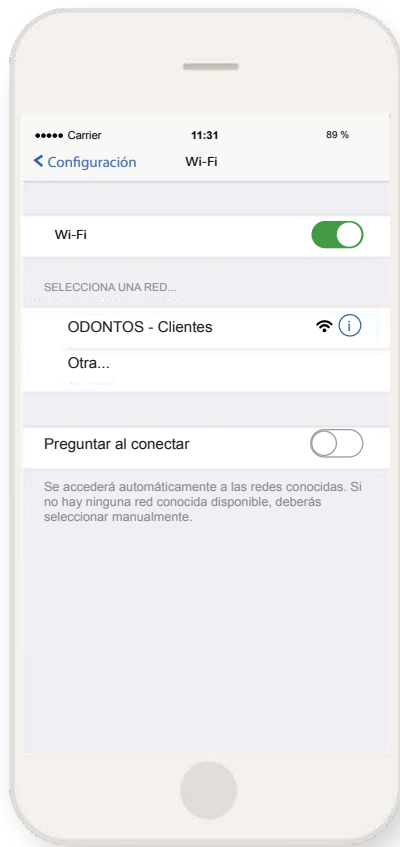 ●●●●● Carrier 11:31 89 %
< Configuración Wi-Fi
Wi-Fi
SELECCIONA UNA RED...
ODONTOS - Clientes i
Otra...
Preguntar al conectar
Se accederá automáticamente a las redes conocidas. Si
no hay ninguna red conocida disponible, deberás
seleccionar manualmente.